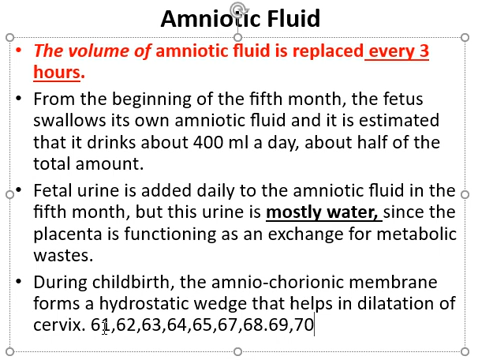 Amniotic Fluid
• The volume of amniotic fluid is replaced every 3
hours.
• From the beginning of the fifth month, the fetus
swallows its own amniotic fluid and it is estimated
that it drinks about 400 ml a day, about half of the
total amount.
• Fetal urine is added daily to the amniotic fluid in the
fifth month, but this urine is mostly water, since the
placenta is functioning as an exchange for metabolic
wastes.
• During childbirth, the amnio-chorionic membrane
forms a hydrostatic wedge that helps in dilatation of
cervix. 61,62,63,64,65,67,68.69,70